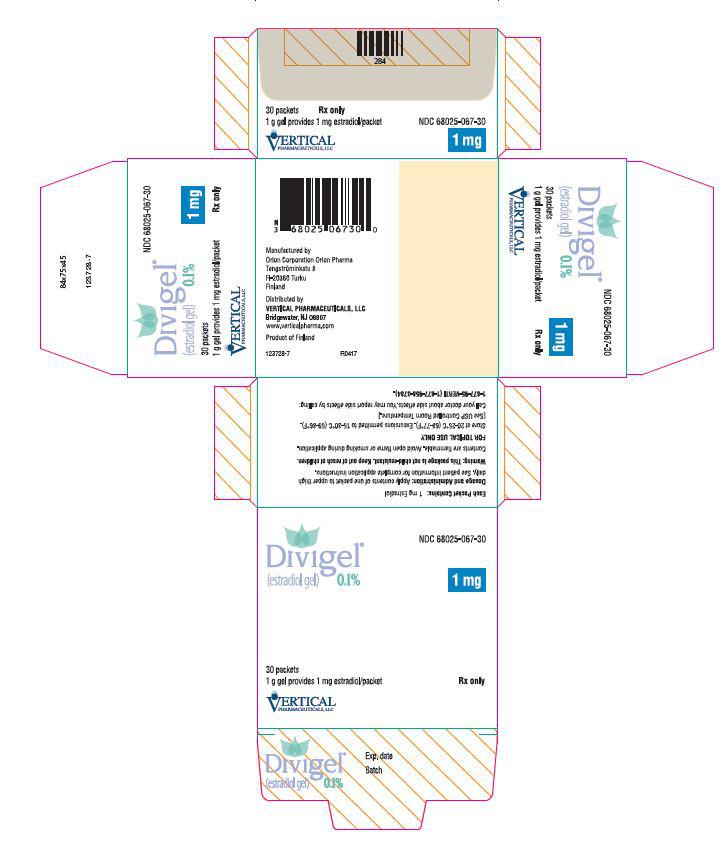 284
30 packets Rx only
1 g gel provides 1 mg estradiol/packet NDC 68025-067-30
VERTICAL 1 mg
PHARMACEUTICALS, LLC
84x75x45
123728-7
NDC 68025-067-30
1 mg
Rx only
Divigel®
(estradiol gel) 0.1%
30 packets
1 g gel provides 1 mg estradiol/packet
VERTICAL
PHARMACEUTICALS, LLC
N
3 68025 06730 0
Manufactured by
Orion Corporation Orion Pharma
Tengströminkatu 8
FI-20360 Turku
Finland
Distributed by
VERTICAL PHARMACEUTICALS, LLC
Bridgewater, NJ 08807
www.verticalpharma.com
Product of Finland
123728-7 R0417
Divigel®
(estradiol gel) 0.1%
30 packets
1 g gel provides 1 mg estradiol/packet
VERTICAL
PHARMACEUTICALS, LLC
NDC 68025-067-30
1 mg
Rx only
Each Packet Contains: 1 mg Estradiol
Dosage and Administration: Apply contents of one packet to upper thigh
daily. See patient information for complete application instructions.
Warning: This package is not child-resistant. Keep out of reach of children.
Contents are flammable. Avoid open flame or smoking during application.
FOR TOPICAL USE ONLY
Store at 20-25°C (68-77°F). Excursions permitted to 15-30°C (59-86°F).
[See USP Controlled Room Temperature.]
Call your doctor about side effects. You may report side effects by calling:
1-877-95-VERTI (1-877-958-3784).
Divigel® NDC 68025-067-30
(estradiol gel) 0.1% 1 mg
30 packets
1 g gel provides 1 mg estradiol/packet Rx only
VERTICAL
PHARMACEUTICALS, LLC
Divigel® Exp. date
(estradiol gel) 0.1% Batch